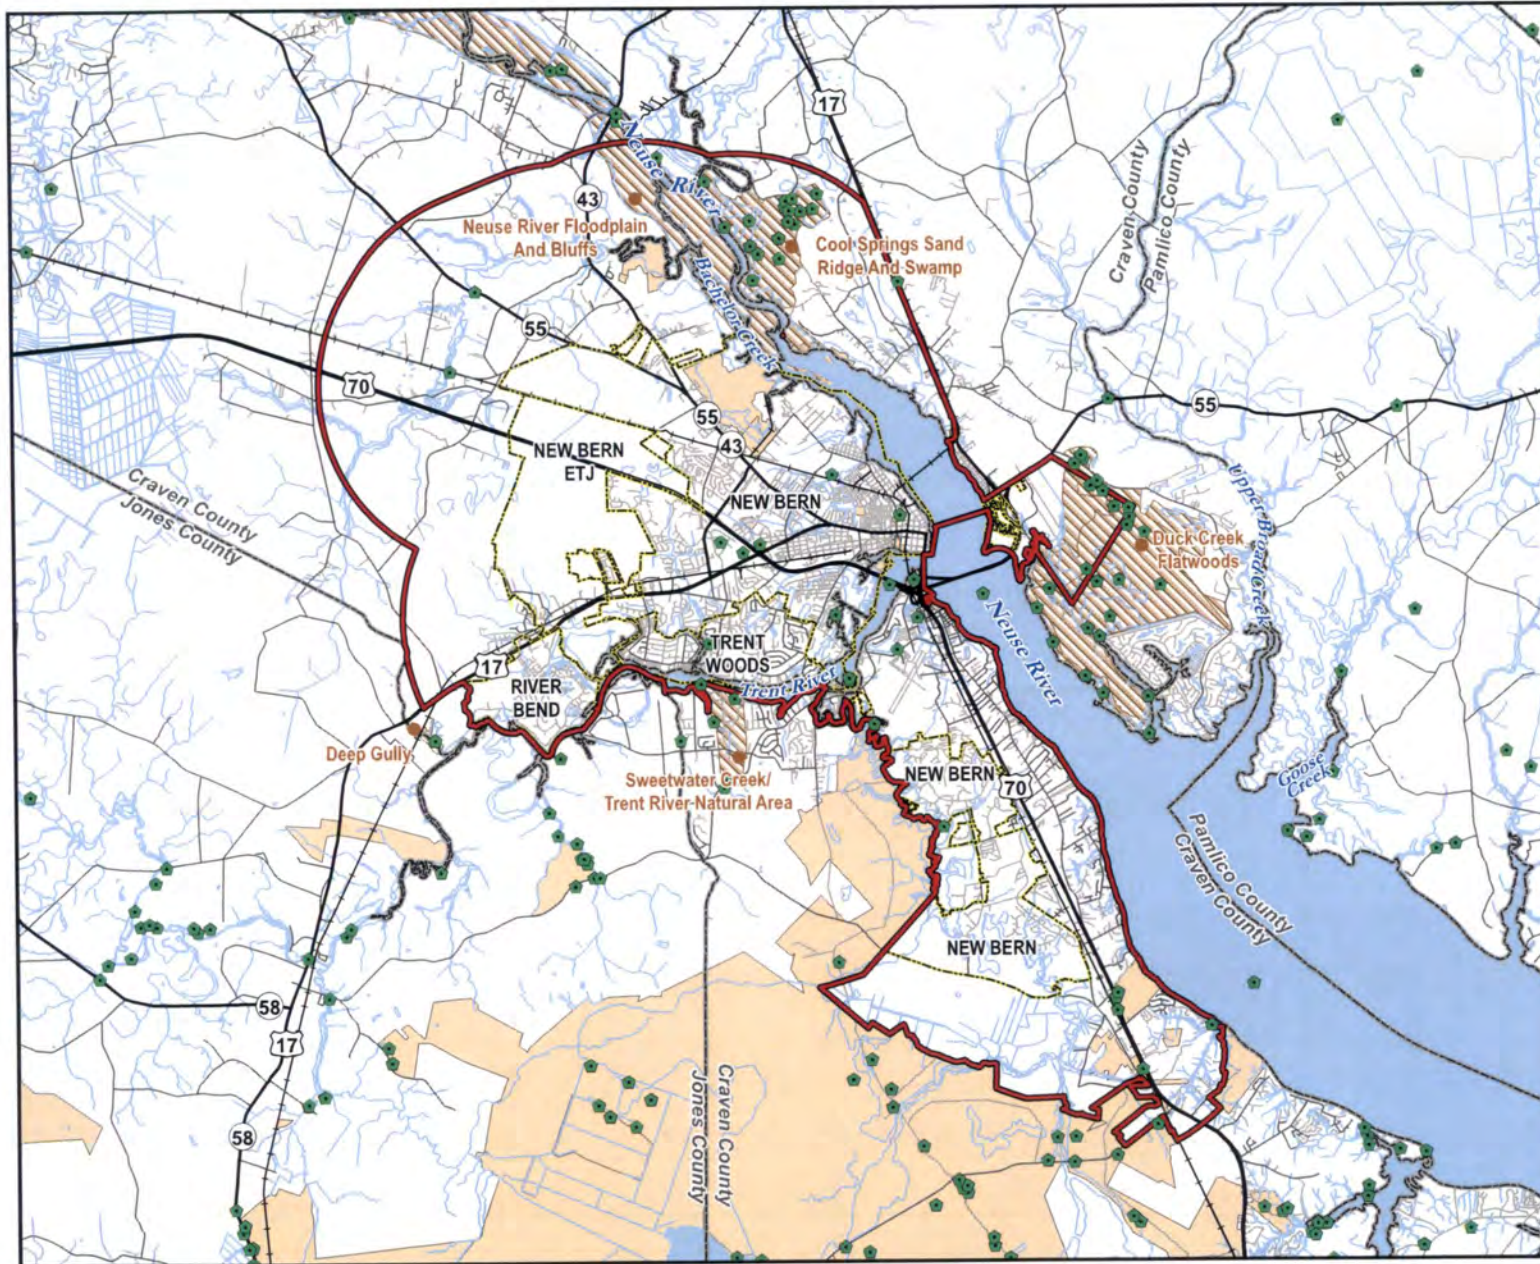 17
Neuse River
43
Neuse River Floodplain
And Bluffs
Cool Springs Sand
Ridge And Swamp
Craven County
Pamlico County
Bachelor Creek
55
70
55
55
43
NEW BERN
ETJ
NEW BERN
Upper Broad Creek
Craven County
Jones County
Duck Creek
Flatwoods
Neuse River
TRENT
WOODS
17
Trent River
RIVER
BEND
Deep Gully
Sweetwater Creek/
Trent River Natural Area
NEW BERN
70
Goose
Creek
Pamlico County
Craven County
NEW BERN
58
17
Craven County
Jones County
58